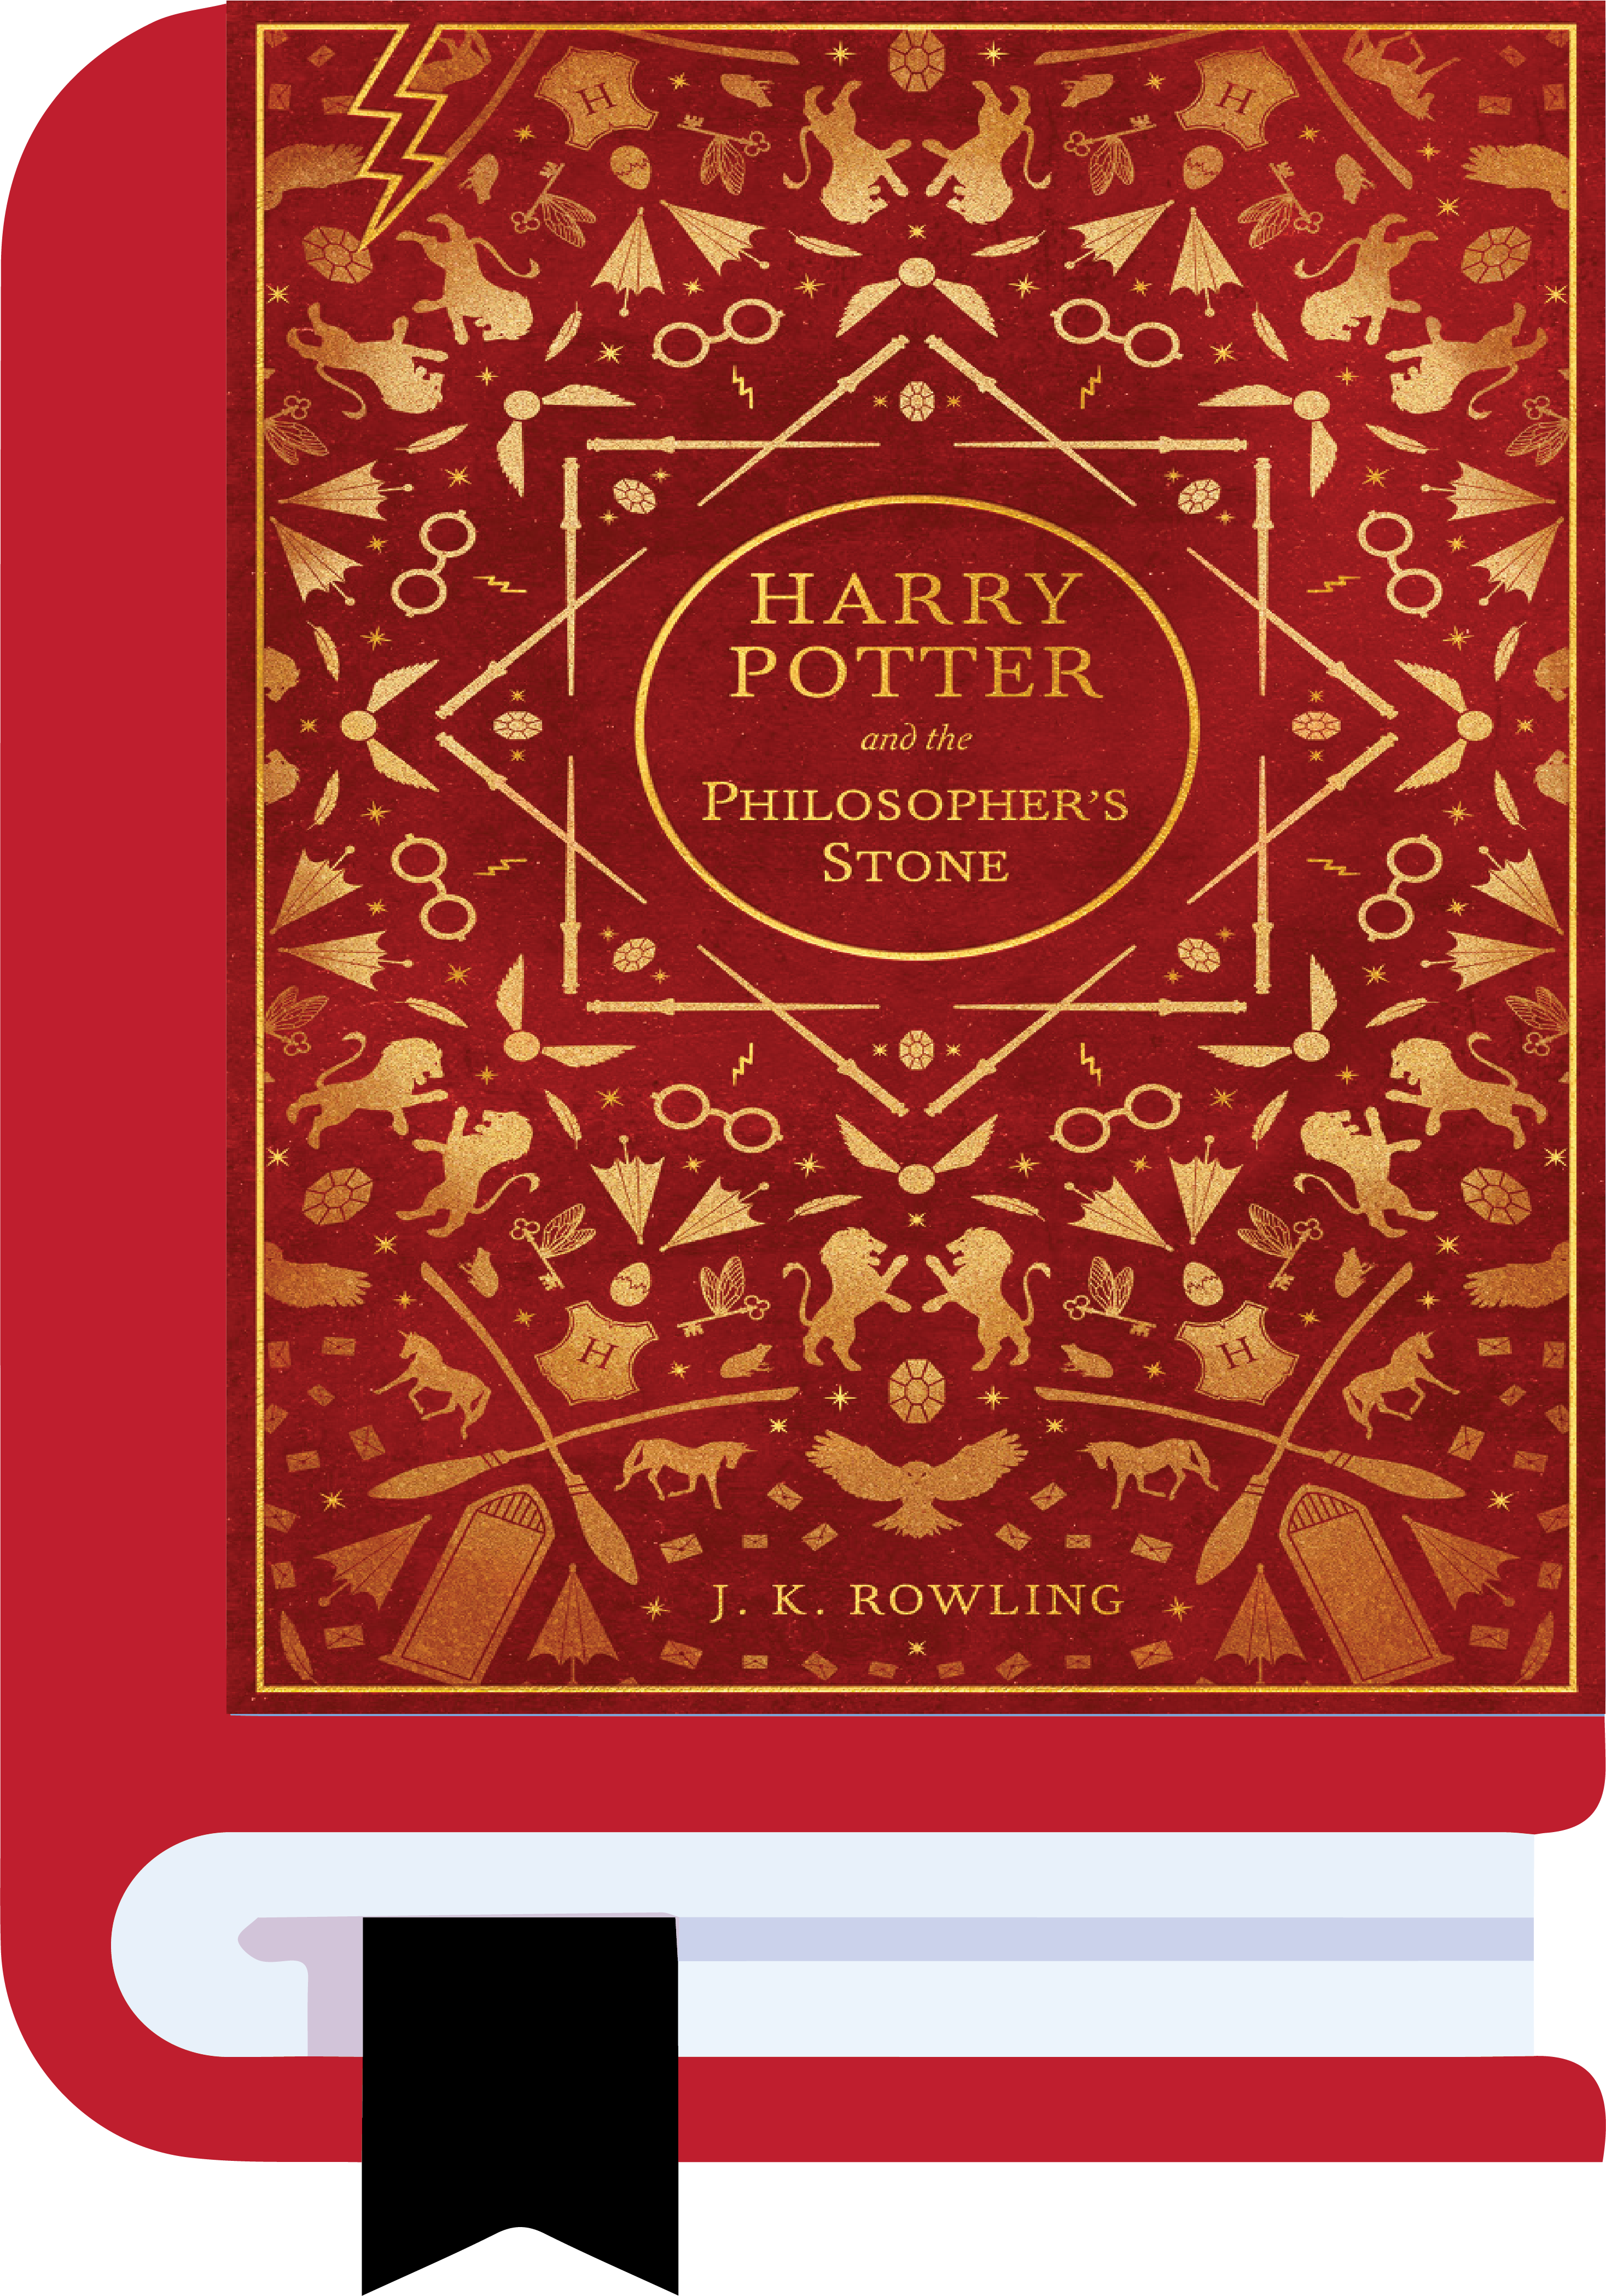 H H
HARRY
POTTER
and the
PHILOSOPHER'S
STONE
H H
J. K. ROWLING